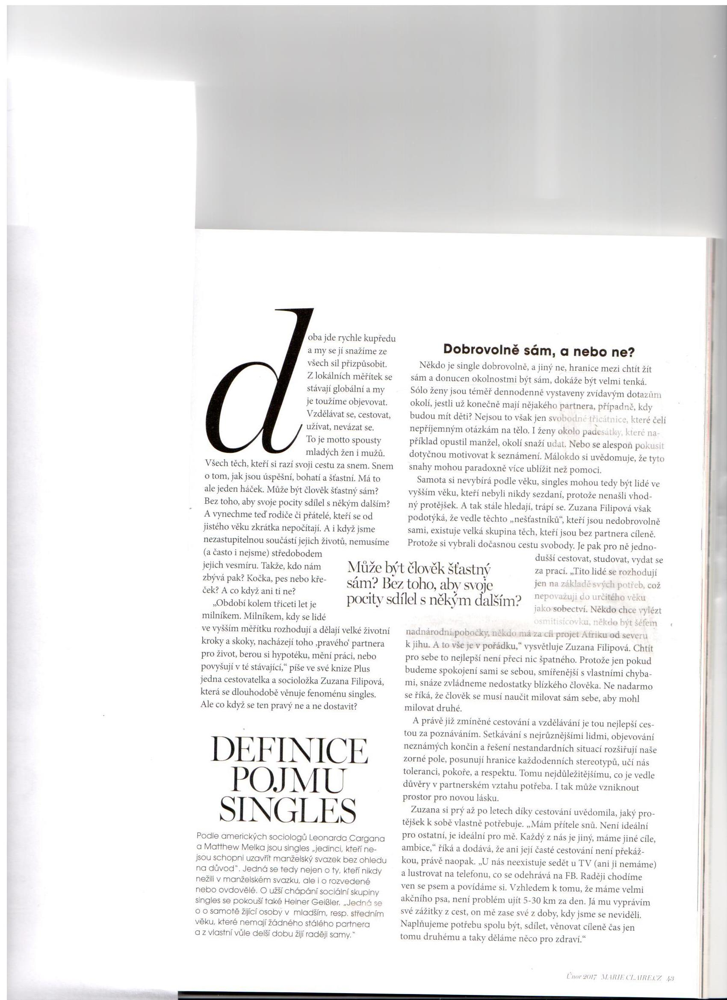 doba jde rychle kupředu
a my se jí snažíme ze
všech sil přizpůsobit.
Z lokálních měřítek se
stávají globální a my
je toužíme objevovat.
Vzdělávat se, cestovat,
užívat, nevázat se.
To je motto spousty
mladých žen i mužů.
Všech těch, kteří si razí svoji cestu za snem. Snem
o tom, jak jsou úspěšní, bohatí a šťastní. Má to
ale jeden háček. Může být člověk šťastný sám?
Bez toho, aby svoje pocity sdílel s někým dalším?
A vynechme teď rodiče či přátelé, kteří se od
jistého věku zkrátka nepočítají. A i když jsme
nezastupitelnou součástí jejich životů, nemusíme
(a často i nejsme) středobodem
jejich vesmíru. Takže, kdo nám
zbývá pak? Kočka, pes nebo kře-
ček? A co když ani ti ne?
„Období kolem třiceti let je
milníkem. Milníkem, kdy se lidé
ve vyšším měřítku rozhodují a dělají velké životní
kroky a skoky, nacházejí toho ‚pravého‘ partnera
pro život, berou si hypotéku, mění práci, nebo
povyšují v té stávající,“ píše ve své knize Plus
jedna cestovatelka a socioložka Zuzana Filipová,
která se dlouhodobě věnuje fenoménu singles.
Ale co když se ten pravý ne a ne dostavit?
DEFINICE
POJMU
SINGLES
Podle amerických sociologů Leonarda Cargana
a Matthew Melka jsou singles „jedinci, kteří ne-
jsou schopni uzavřít manželský svazek bez ohledu
na důvod“. Jedná se tedy nejen o ty, kteří nikdy
nežili v manželském svazku, ale i o rozvedené
nebo ovdovělé. O užší chápání sociální skupiny
singles se pokouší také Heiner Geißler. „Jedná se
o o samotě žijící osoby v mladším, resp. středním
věku, které nemají žádného stálého partnera
a z vlastní vůle delší dobu žijí raději samy.“
Může být člověk šťastný
sám? Bez toho, aby svoje
pocity sdílel s někým dalším?
Dobrovolně sám, a nebo ne?
Někdo je single dobrovolně, a jiný ne, hranice mezi chtít žít
sám a donucen okolnostmi být sám, dokáže být velmi tenká.
Sólo ženy jsou téměř dennodenně vystaveny zvídavým dotazům
okolí, jestli už konečně mají nějakého partnera, případně, kdy
budou mít děti? Nejsou to však jen svobodné třicátnice, které čelí
nepříjemným otázkám na tělo. I ženy okolo padesátky, které na-
příklad opustil manžel, okolí snaží udat. Nebo se alespoň pokusit
dotyčnou motivovat k seznámení. Málokdo si uvědomuje, že tyto
snahy mohou paradoxně více ublížit než pomoci.
Samota si nevybírá podle věku, singles mohou tedy být lidé ve
vyšším věku, kteří nebyli nikdy sezdaní, protože nenašli vhod-
ný protějšek. A tak stále hledají, trápí se. Zuzana Filipová však
podotýká, že vedle těchto „nešťastníků“, kteří jsou nedobrovolně
sami, existuje velká skupina těch, kteří jsou bez partnera cíleně.
Protože si vybrali dočasnou cestu svobody. Je pak pro ně jedno-
dušší cestovat, studovat, vydat se
za prací. „Tito lidé se rozhodují
jen na základě svých potřeb, což
nepovažuji do určitého věku
jako sobectví. Někdo chce vylézt
osmitisícovku, někdo být šéfem
nadnárodní pobočky, někdo má za cíl projet Afriku od severu
k jihu. A to vše je v pořádku,“ vysvětluje Zuzana Filipová. Chtít
pro sebe to nejlepší není přeci nic špatného. Protože jen pokud
budeme spokojení sami se sebou, smířenější s vlastními chyba-
mi, snáze zvládneme nedostatky blízkého člověka. Ne nadarmo
se říká, že člověk se musí naučit milovat sám sebe, aby mohl
milovat druhé.
A právě již zmíněné cestování a vzdělávání je tou nejlepší ces-
tou za poznáváním. Setkávání s nejrůznějšími lidmi, objevování
neznámých končin a řešení nestandardních situací rozšiřují naše
zorné pole, posunují hranice každodenních stereotypů, učí nás
toleranci, pokoře, a respektu. Tomu nejdůležitějšímu, co je vedle
důvěry v partnerském vztahu potřeba. I tak může vzniknout
prostor pro novou lásku.
Zuzana si prý až po letech díky cestování uvědomila, jaký pro-
tějšek k sobě vlastně potřebuje. „Mám přítele snů. Není ideální
pro ostatní, je ideální pro mě. Každý z nás je jiný, máme jiné cíle,
ambice,“ říká a dodává, že ani její časté cestování není překáž-
kou, právě naopak. „U nás neexistuje sedět u TV (ani ji nemáme)
a lustrovat na telefonu, co se odehrává na FB. Raději chodíme
ven se psem a povídáme si. Vzhledem k tomu, že máme velmi
akčního psa, není problém ujít 5-30 km za den. Já mu vyprávím
své zážitky z cest, on mě zase své z doby, kdy jsme se neviděli.
Naplňujeme potřebu spolu být, sdílet, věnovat cíleně čas jen
tomu druhému a taky děláme něco pro zdraví.“
Únor 2017 MARIE CLAIRE.CZ 43